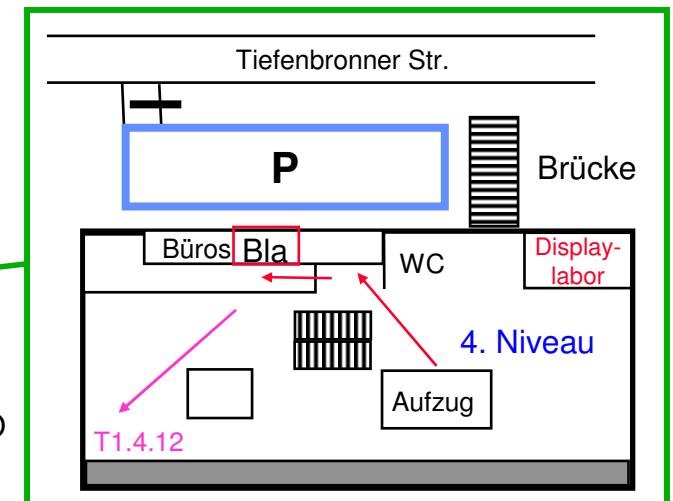 Tiefenbronner Str.
P
Brücke
Büros
Bla
WC
Display-
labor
4. Niveau
Aufzug
T1.4.12